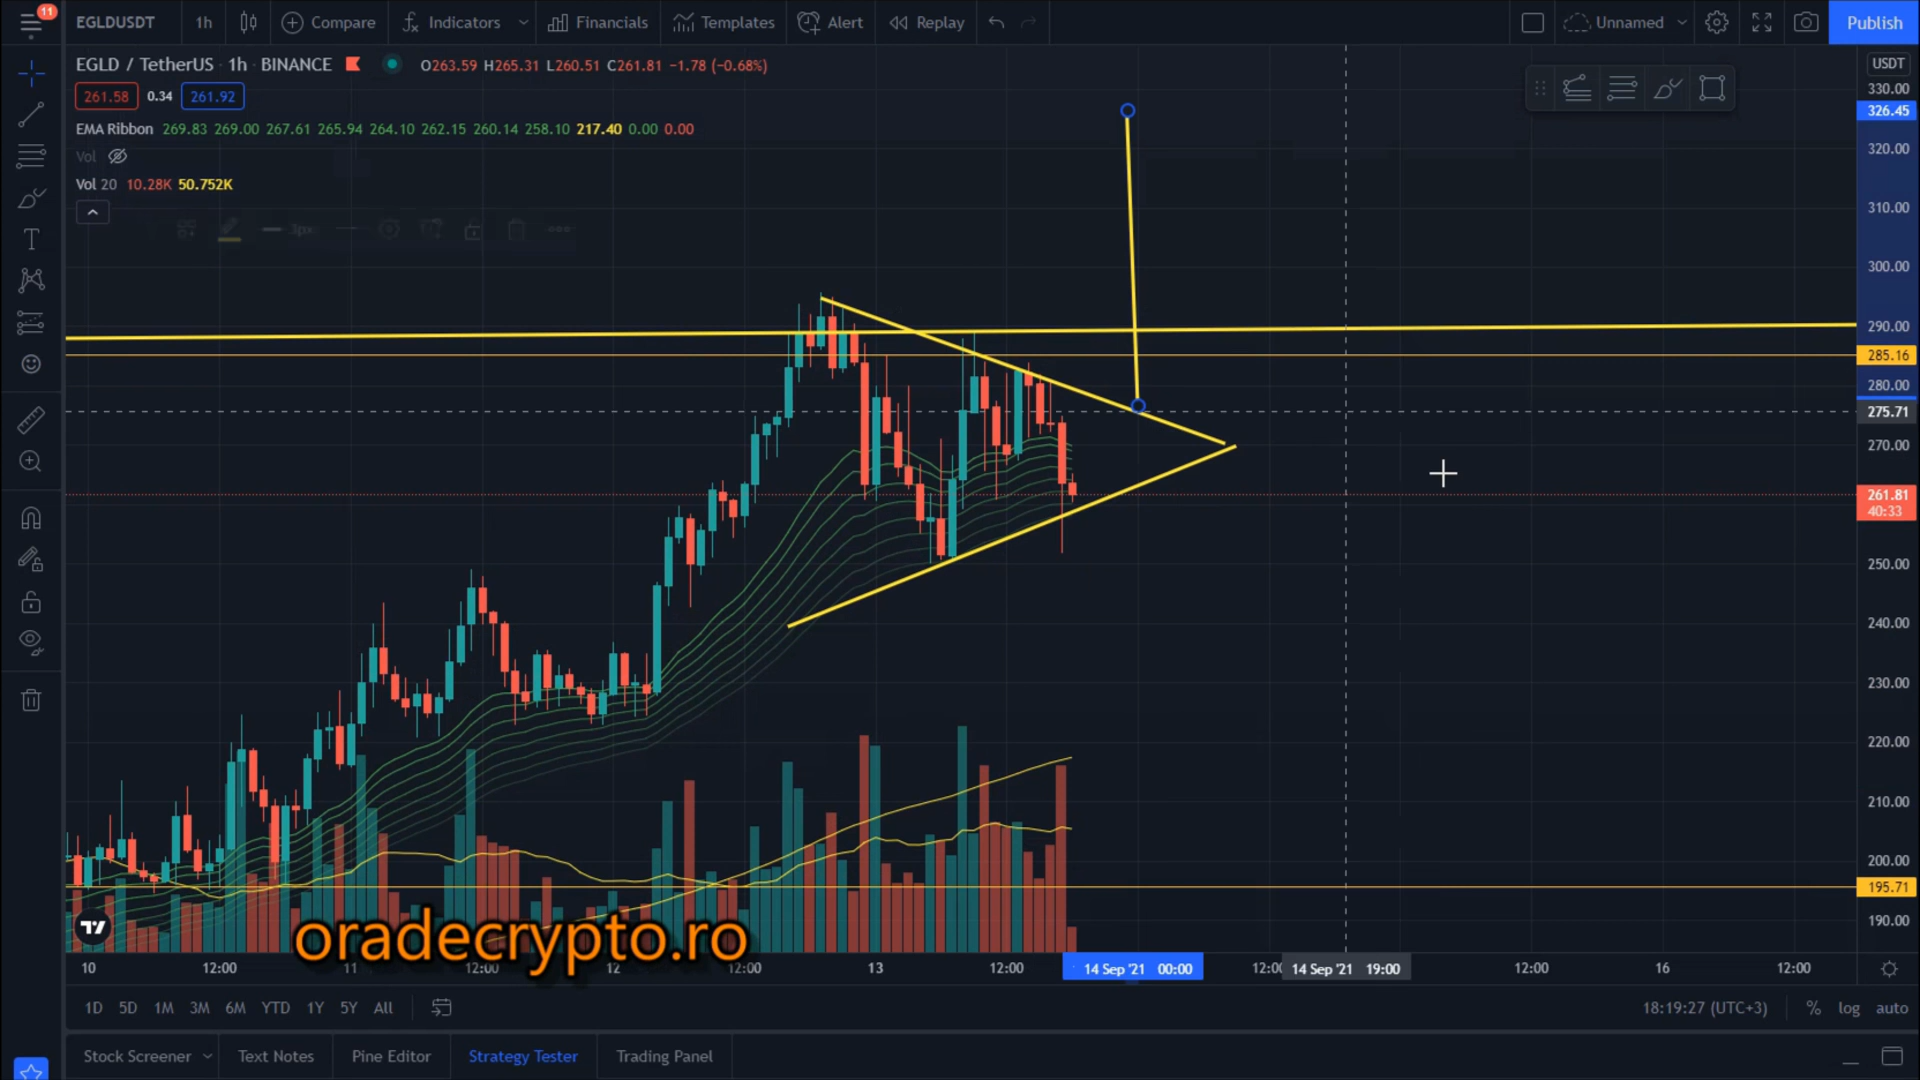 11
EGLDUSDT 1h Compare Indicators Financials Templates Alert Replay Unnamed Publish
EGLD / TetherUS · 1h · BINANCE O263.59 H265.31 L260.51 C261.81 −1.78 (−0.68%)
261.58 0.34 261.92
EMA Ribbon 269.83 269.00 267.61 265.94 264.10 262.15 260.14 258.10 217.40 0.00 0.00
Vol
Vol 20 10.28K 50.752K
3px
USDT
330.00
326.45
320.00
310.00
300.00
290.00
285.16
280.00
275.71
270.00
261.81
40:33
250.00
240.00
230.00
220.00
210.00
200.00
195.71
190.00
oradecrypto.ro
10 12:00 11 12:00 12 12:00 13 12:00 14 Sep '21 00:00 12:00 14 Sep '21 19:00 12:00 16 12:00
1D 5D 1M 3M 6M YTD 1Y 5Y All 18:19:27 (UTC+3) % log auto
Stock Screener Text Notes Pine Editor Strategy Tester Trading Panel